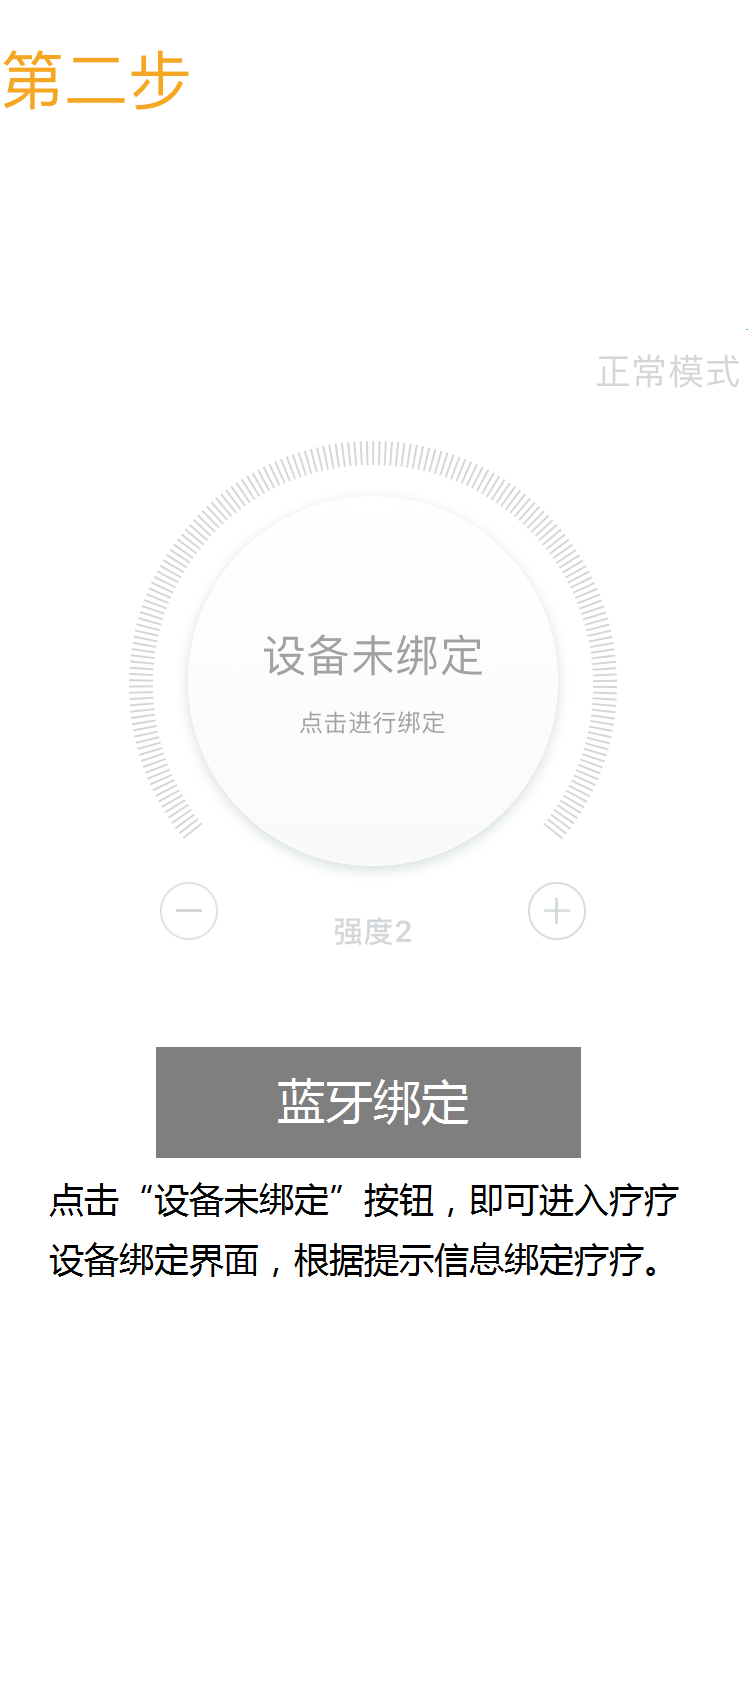 第二步
正常模式
设备未绑定
点击进行绑定
强度2
蓝牙绑定
点击“设备未绑定”按钮，即可进入疗疗
设备绑定界面，根据提示信息绑定疗疗。